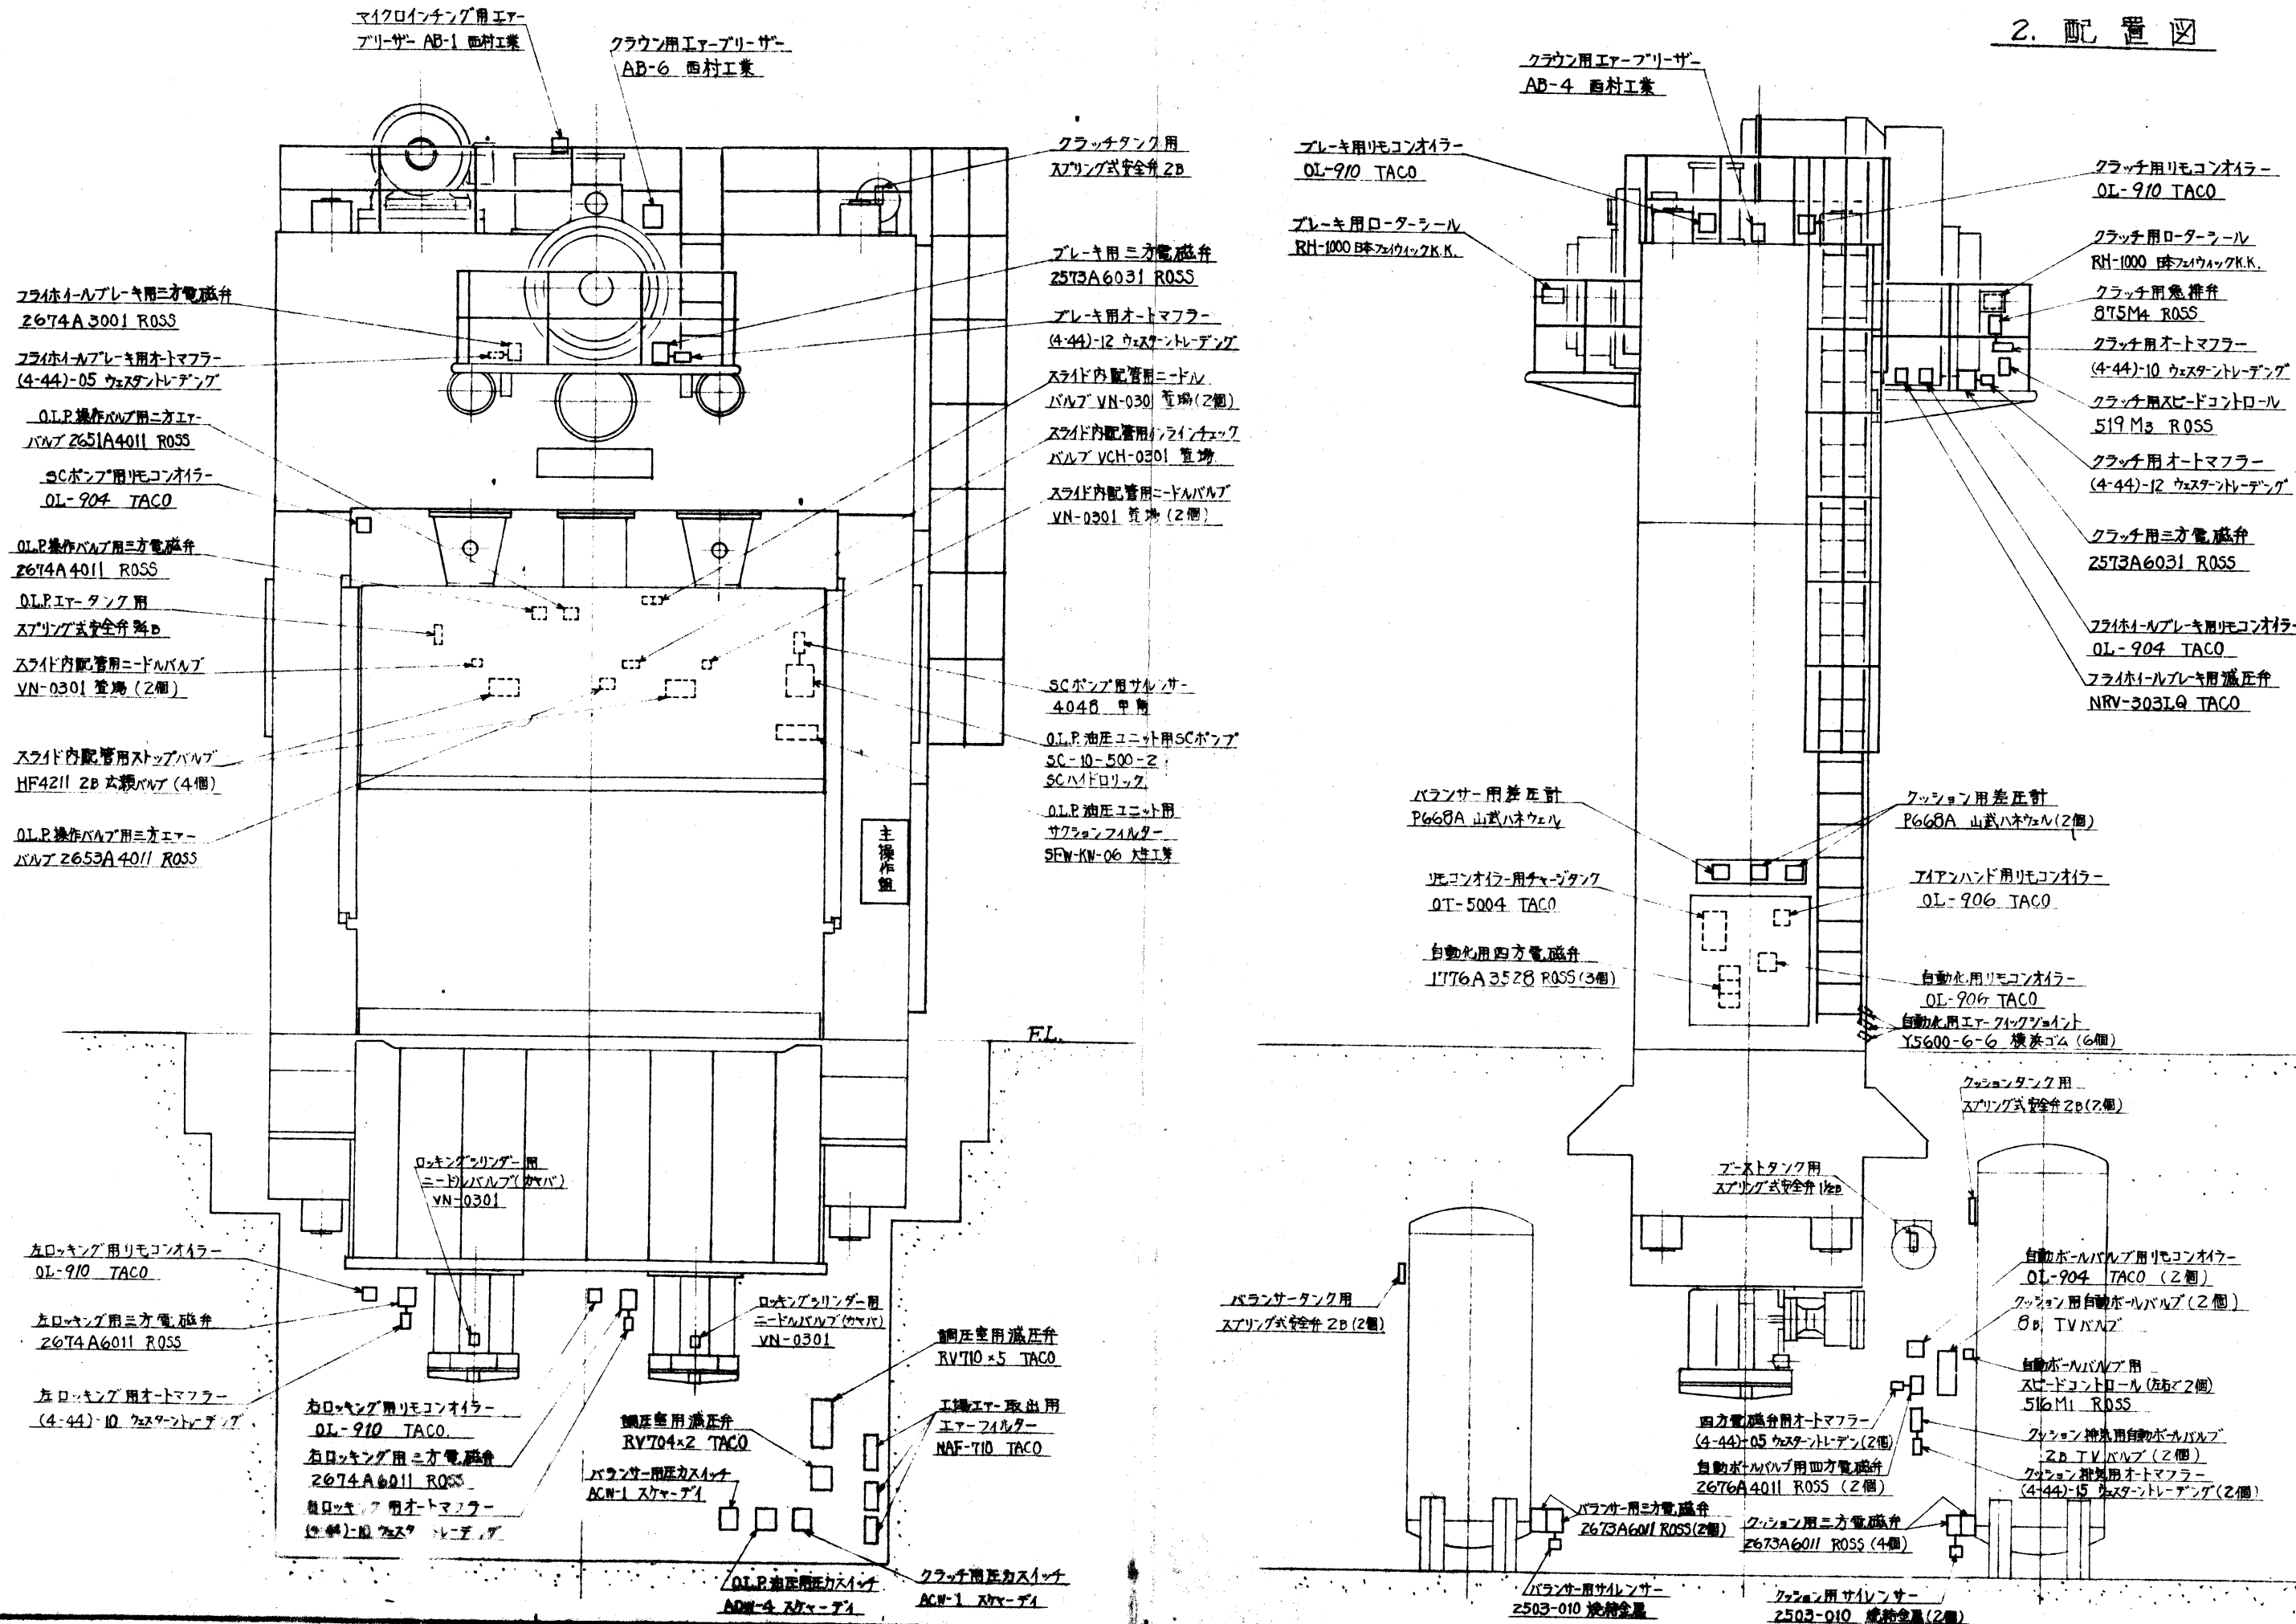 2. 配置図
マイクロインチング用エアー
ブリーザー AB-1 西村工業
クラウン用エアーブリーザー
AB-6 西村工業
クラッチタンク用
スプリング式安全弁 2B
ブレーキ用三方電磁弁
2573A6031 ROSS
ブレーキ用オートマフラー
(4-44)-12 ウェスターントレーデング
スライド内配管用ニードル
バルブ VN-0301 (2個)
スライド内配管用インラインチェック
バルブ VCH-0301
スライド内配管用ニードルバルブ
VN-0301 (2個)
フライホイールブレーキ用三方電磁弁
2674A3001 ROSS
フライホイールブレーキ用オートマフラー
(4-44)-05 ウェスタントレーデング
O.L.P.操作バルブ用二方エアー
バルブ 2651A4011 ROSS
SCポンプ用リモコンオイラー
OL-904 TACO
O.L.P.操作バルブ用三方電磁弁
2674A4011 ROSS
O.L.P.エアータンク用
スプリング式安全弁 3/4B
スライド内配管用ニードルバルブ
VN-0301 (2個)
スライド内配管用ストップバルブ
HF4211 2B 広瀬バルブ (4個)
O.L.P.操作バルブ用三方エアー
バルブ 2653A4011 ROSS
SCポンプ用サイレンサー
4048 甲南
O.L.P.油圧ユニット用SCポンプ
SC-10-500-2
SCハイドロリック
O.L.P.油圧ユニット用
サクションフィルター
SFW-KW-06 大生工業
主操作盤
F.L.
ロッキングシリンダー用
ニードルバルブ(カヤバ)
VN-0301
左ロッキング用リモコンオイラー
OL-910 TACO
左ロッキング用三方電磁弁
2674A6011 ROSS
左ロッキング用オートマフラー
(4-44)-10 ウェスターントレーデング
右ロッキング用リモコンオイラー
OL-910 TACO
右ロッキング用三方電磁弁
2674A6011 ROSS
右ロッキング用オートマフラー
(4-44)-10 ウェスターントレーデング
ロッキングシリンダー用
ニードルバルブ(カヤバ)
VN-0301
調圧室用減圧弁
RV710×5 TACO
調圧室用減圧弁
RV704×2 TACO
工場エアー取出用
エアーフィルター
NAF-710 TACO
バランサー用圧力スイッチ
ACW-1 スケャーデイ
O.L.P.油圧用圧力スイッチ
ADW-4 スケャーデイ
クラッチ用圧力スイッチ
ACW-1 スケャーデイ
クラウン用エアーブリーザー
AB-4 西村工業
ブレーキ用リモコンオイラー
OL-910 TACO
ブレーキ用ローターシール
RH-1000 日本フェイウィックK.K.
クラッチ用リモコンオイラー
OL-910 TACO
クラッチ用ローターシール
RH-1000 日本フェイウィックK.K.
クラッチ用急排弁
875M4 ROSS
クラッチ用オートマフラー
(4-44)-10 ウェスターントレーデング
クラッチ用スピードコントロール
519M3 ROSS
クラッチ用オートマフラー
(4-44)-12 ウェスターントレーデング
クラッチ用三方電磁弁
2573A6031 ROSS
フライホイールブレーキ用リモコンオイラー
OL-904 TACO
フライホイールブレーキ用減圧弁
NRV-303LQ TACO
バランサー用差圧計
P668A 山武ハネウェル
クッション用差圧計
P668A 山武ハネウェル(2個)
リモコンオイラー用チャージタンク
OT-5004 TACO
アイアンハンド用リモコンオイラー
OL-906 TACO
自動化用四方電磁弁
1776A3528 ROSS(3個)
自動化用リモコンオイラー
OL-906 TACO
自動化用エアークイックジョイント
Y5600-6-6 横浜ゴム (6個)
クッションタンク用
スプリング式安全弁 2B(2個)
ブーストタンク用
スプリング式安全弁 1½B
バランサータンク用
スプリング式安全弁 2B (2個)
自動ボールバルブ用リモコンオイラー
OL-904 TACO (2個)
クッション用自動ボールバルブ (2個)
8B TVバルブ
自動ボールバルブ用
スピードコントロール (左右で2個)
516M1 ROSS
四方電磁弁用オートマフラー
(4-44)-05 ウェスターントレーデン(2個)
クッション排気用自動ボールバルブ
2B TVバルブ (2個)
自動ボールバルブ用四方電磁弁
2676A4011 ROSS (2個)
クッション排気用オートマフラー
(4-44)-15 ウェスターントレーデング(2個)
バランサー用三方電磁弁
2673A6011 ROSS(2個)
クッション用三方電磁弁
2673A6011 ROSS (4個)
バランサー用サイレンサー
2503-010 焼結金属
クッション用サイレンサー
2503-010 焼結金属(2個)